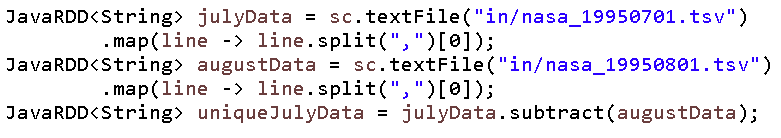 JavaRDD<String> julyData = sc.textFile("in/nasa_19950701.tsv")
        .map(line -> line.split(",")[0]);
JavaRDD<String> augustData = sc.textFile("in/nasa_19950801.tsv")
        .map(line -> line.split(",")[0]);
JavaRDD<String> uniqueJulyData = julyData.subtract(augustData);